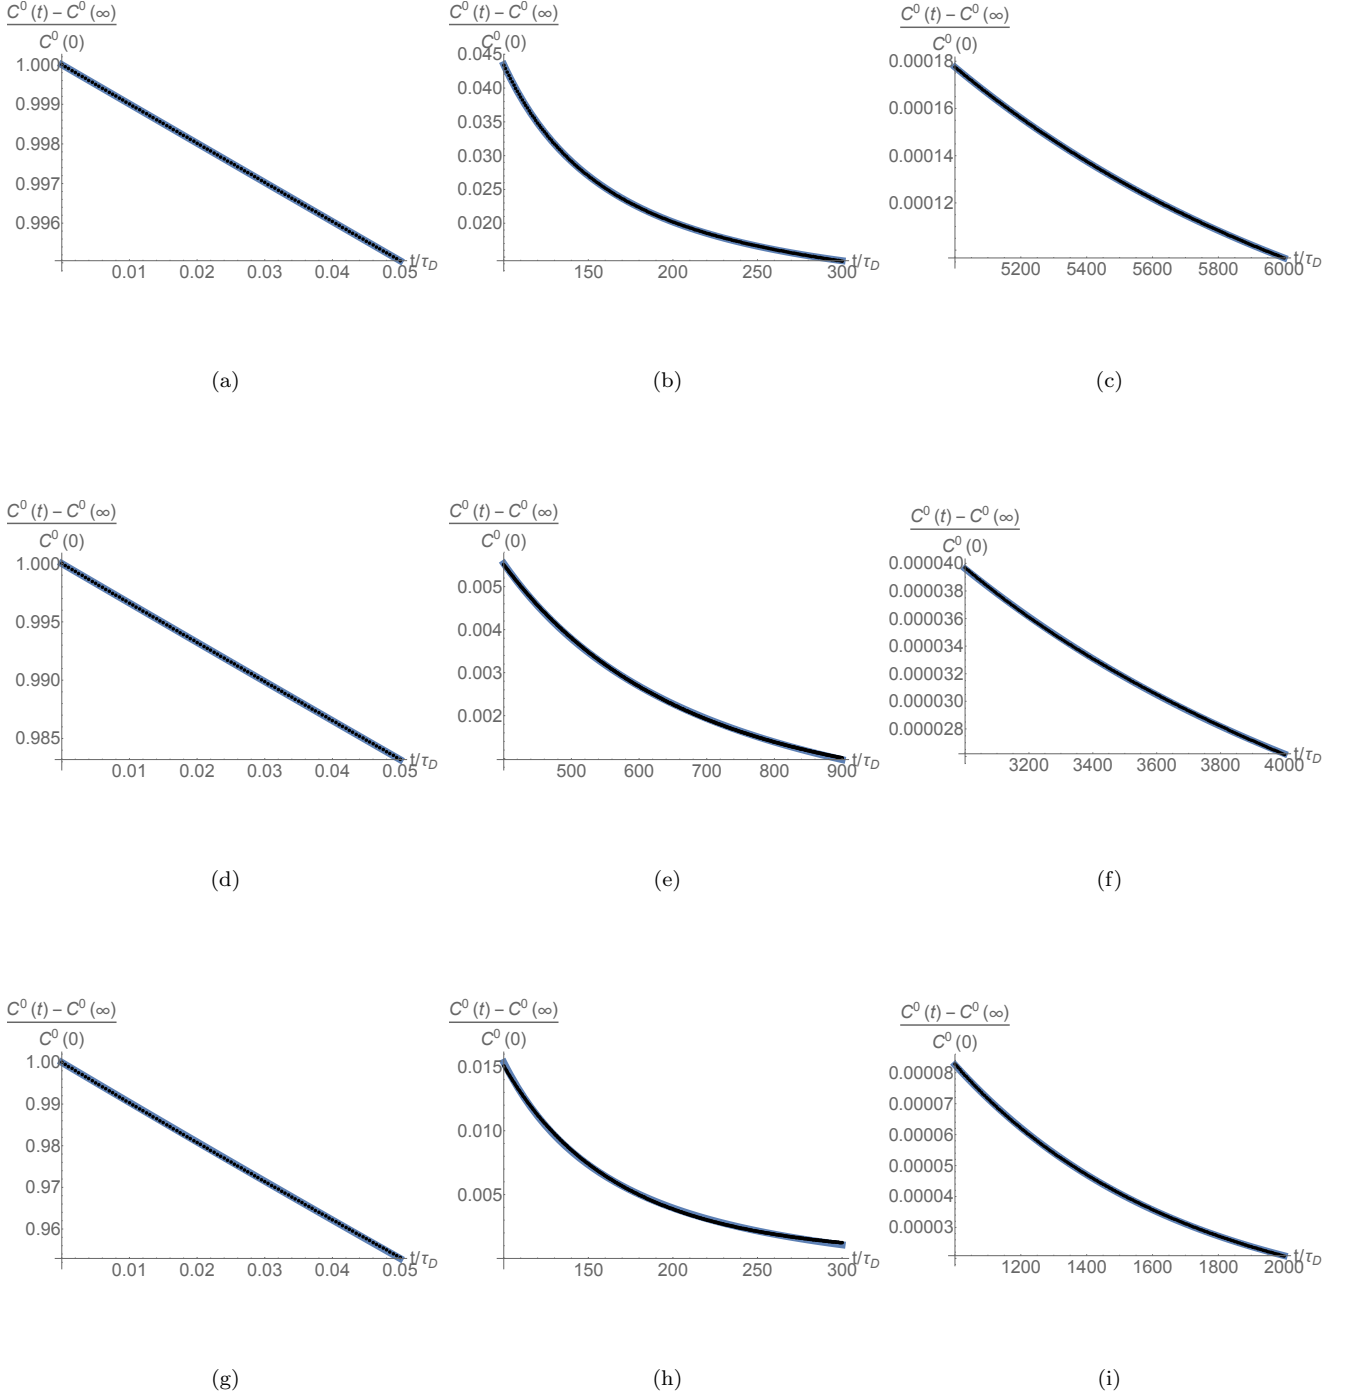 C⁰ (t) – C⁰ (∞)
C⁰ (0)
1.000
0.999
0.998
0.997
0.996
0.01 0.02 0.03 0.04 0.05
t/τ_D
(a)
C⁰ (t) – C⁰ (∞)
C⁰ (0)
0.045
0.040
0.035
0.030
0.025
0.020
150 200 250 300
t/τ_D
(b)
C⁰ (t) – C⁰ (∞)
C⁰ (0)
0.00018
0.00016
0.00014
0.00012
5200 5400 5600 5800 6000
t/τ_D
(c)
C⁰ (t) – C⁰ (∞)
C⁰ (0)
1.000
0.995
0.990
0.985
0.01 0.02 0.03 0.04 0.05
t/τ_D
(d)
C⁰ (t) – C⁰ (∞)
C⁰ (0)
0.005
0.004
0.003
0.002
500 600 700 800 900
t/τ_D
(e)
C⁰ (t) – C⁰ (∞)
C⁰ (0)
0.000040
0.000038
0.000036
0.000034
0.000032
0.000030
0.000028
3200 3400 3600 3800 4000
t/τ_D
(f)
C⁰ (t) – C⁰ (∞)
C⁰ (0)
1.00
0.99
0.98
0.97
0.96
0.01 0.02 0.03 0.04 0.05
t/τ_D
(g)
C⁰ (t) – C⁰ (∞)
C⁰ (0)
0.015
0.010
0.005
150 200 250 300
t/τ_D
(h)
C⁰ (t) – C⁰ (∞)
C⁰ (0)
0.00008
0.00007
0.00006
0.00005
0.00004
0.00003
1200 1400 1600 1800 2000
t/τ_D
(i)